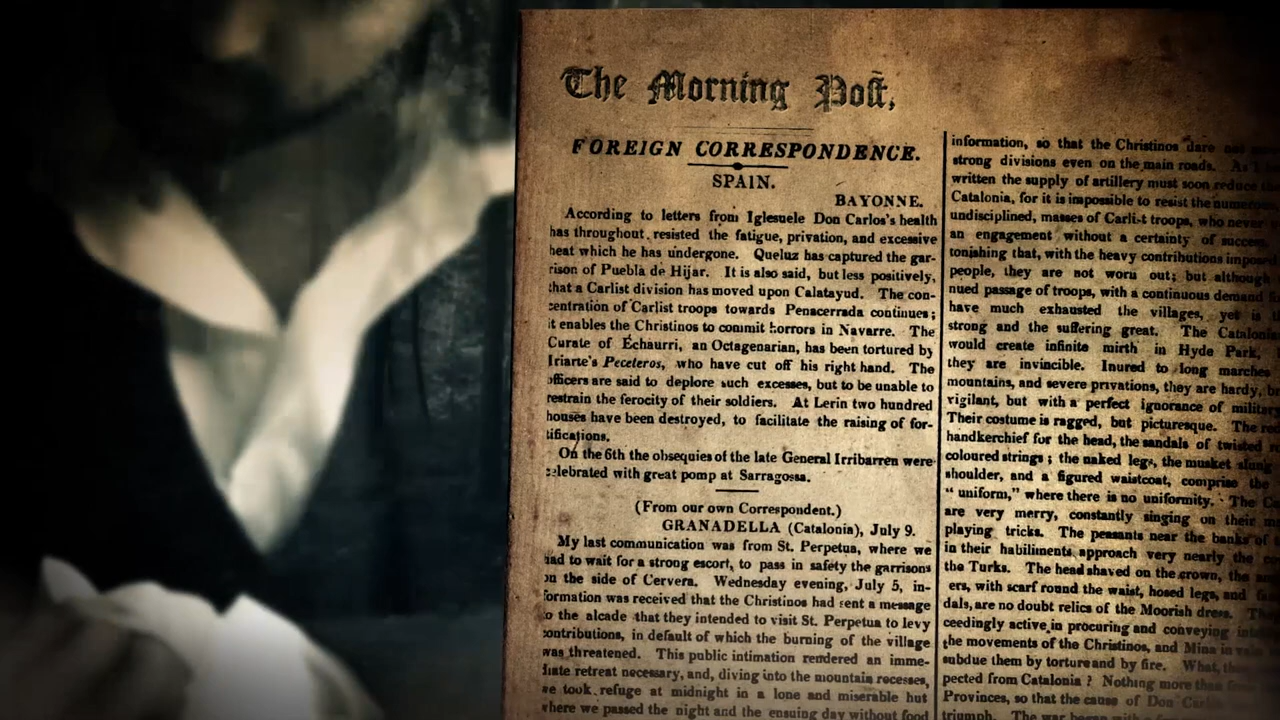 The Morning Post,
FOREIGN CORRESPONDENCE.
SPAIN.
BAYONNE.
According to letters from Iglesuele Don Carlos's health
has throughout resisted the fatigue, privation, and excessive
heat which he has undergone. Queluz has captured the gar-
rison of Puebla de Hijar. It is also said, but less positively,
that a Carlist division has moved upon Calatayud. The con-
centration of Carlist troops towards Penacerrada continues;
it enables the Christinos to commit horrors in Navarre. The
Curate of Echaurri, an Octagenarian, has been tortured by
Iriarte's Peceteros, who have cut off his right hand. The
officers are said to deplore such excesses, but to be unable to
restrain the ferocity of their soldiers. At Lerin two hundred
houses have been destroyed, to facilitate the raising of for-
tifications.
On the 6th the obsequies of the late General Irribarren were
celebrated with great pomp at Sarragossa.
(From our own Correspondent.)
GRANADELLA (Catalonia), July 9.
My last communication was from St. Perpetua, where we
had to wait for a strong escort, to pass in safety the garrisons
on the side of Cervera. Wednesday evening, July 5, in-
formation was received that the Christinos had sent a message
to the alcade that they intended to visit St. Perpetua to levy
contributions, in default of which the burning of the village
was threatened. This public intimation rendered an imme-
diate retreat necessary, and, diving into the mountain recesses,
we took refuge at midnight in a lone and miserable hut
where we passed the night and the ensuing day without food
information, so that the Christinos dare not
strong divisions even on the main roads. As I
written the supply of artillery must soon reduce
Catalonia, for it is impossible to resist the
undisciplined, masses of Carlist troops, who never
an engagement without a certainty of success.
tonishing that, with the heavy contributions
people, they are not worn out; but although
nued passage of troops, with a continuous demand
have much exhausted the villages, yet is
strong and the suffering great. The
would create infinite mirth in Hyde Park,
they are invincible. Inured to long marches
mountains, and severe privations, they are hardy,
vigilant, but with a perfect ignorance of
Their costume is ragged, but picturesque. The
handkerchief for the head, the sandals of twisted
coloured strings; the naked legs, the musket slung
shoulder, and a figured waistcoat, comprise the
"uniform," where there is no uniformity. The
are very merry, constantly singing on their
playing tricks. The peasants near the banks of
in their habiliments approach very nearly the
the Turks. The head shaved on the crown, the
ers, with scarf round the waist, hosed legs, and
dals, are no doubt relics of the Moorish dress.
ceedingly active in procuring and conveying
the movements of the Christinos, and Mina in vain
subdue them by torture and by fire. What,
pected from Catalonia? Nothing more than
Provinces, so that the cause of Don
triumph. The war began with